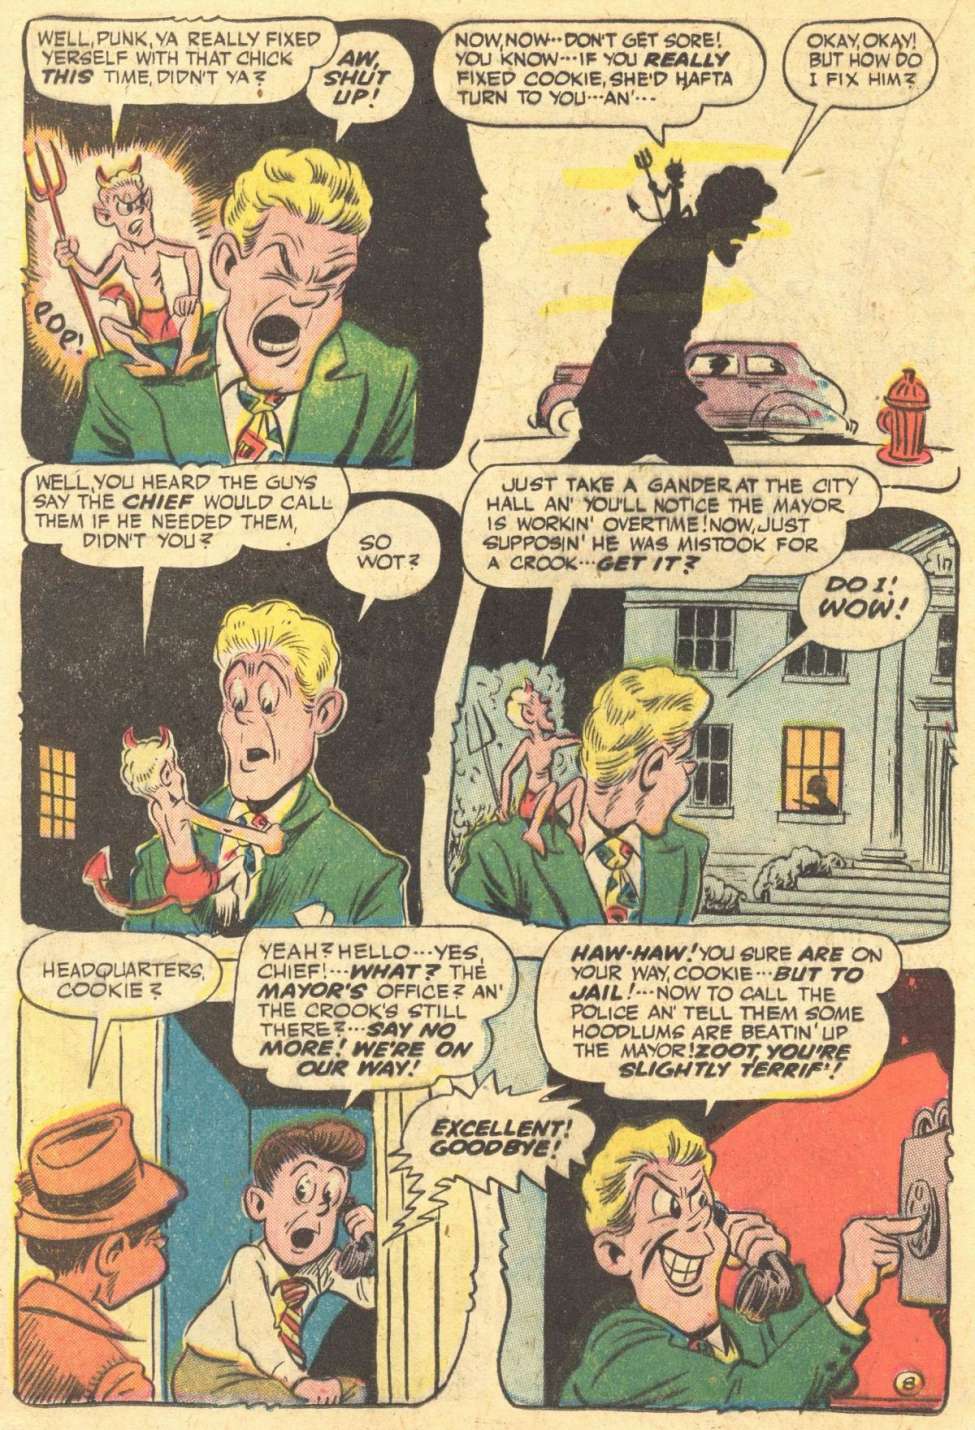 WELL, PUNK, YA REALLY FIXED
YERSELF WITH THAT CHICK
THIS TIME, DIDN'T YA?
AW,
SHUT
UP!
POP!
NOW, NOW--- DON'T GET SORE!
YOU KNOW--- IF YOU REALLY
FIXED COOKIE, SHE'D HAFTA
TURN TO YOU --- AN'---
OKAY, OKAY!
BUT HOW DO
I FIX HIM?
WELL, YOU HEARD THE GUYS
SAY THE CHIEF WOULD CALL
THEM IF HE NEEDED THEM,
DIDN'T YOU?
SO
WOT?
JUST TAKE A GANDER AT THE CITY
HALL AN' YOU'LL NOTICE THE MAYOR
IS WORKIN' OVERTIME! NOW, JUST
SUPPOSIN' HE WAS MISTOOK FOR
A CROOK --- GET IT?
DO I!
WOW!
HEADQUARTERS,
COOKIE?
YEAH? HELLO --- YES,
CHIEF! --- WHAT? THE
MAYOR'S OFFICE? AN'
THE CROOK'S STILL
THERE? --- SAY NO
MORE! WE'RE ON
OUR WAY!
EXCELLENT!
GOODBYE!
HAW-HAW! YOU SURE ARE ON
YOUR WAY, COOKIE --- BUT TO
JAIL! --- NOW TO CALL THE
POLICE AN' TELL THEM SOME
HOODLUMS ARE BEATIN' UP
THE MAYOR! ZOOT, YOU'RE
SLIGHTLY TERRIF'!
8